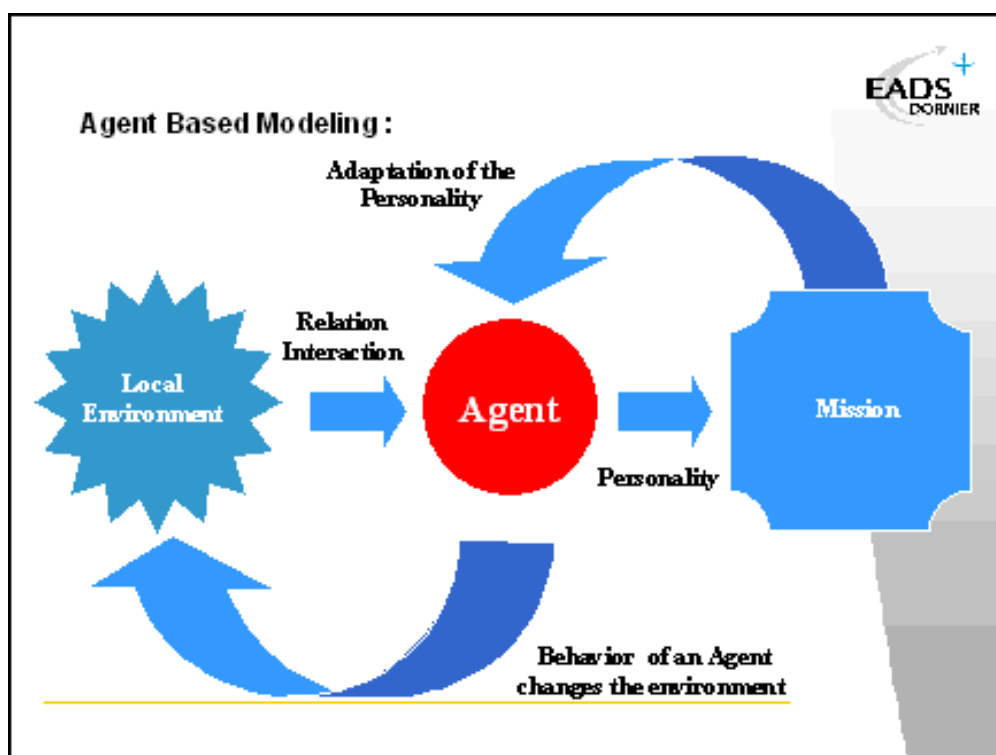 EADS
DORNIER
Agent Based Modeling :
Adaptation of the
Personality
Relation
Interaction
Local
Environment
Agent
Mission
Personality
Behavior of an Agent
changes the environment